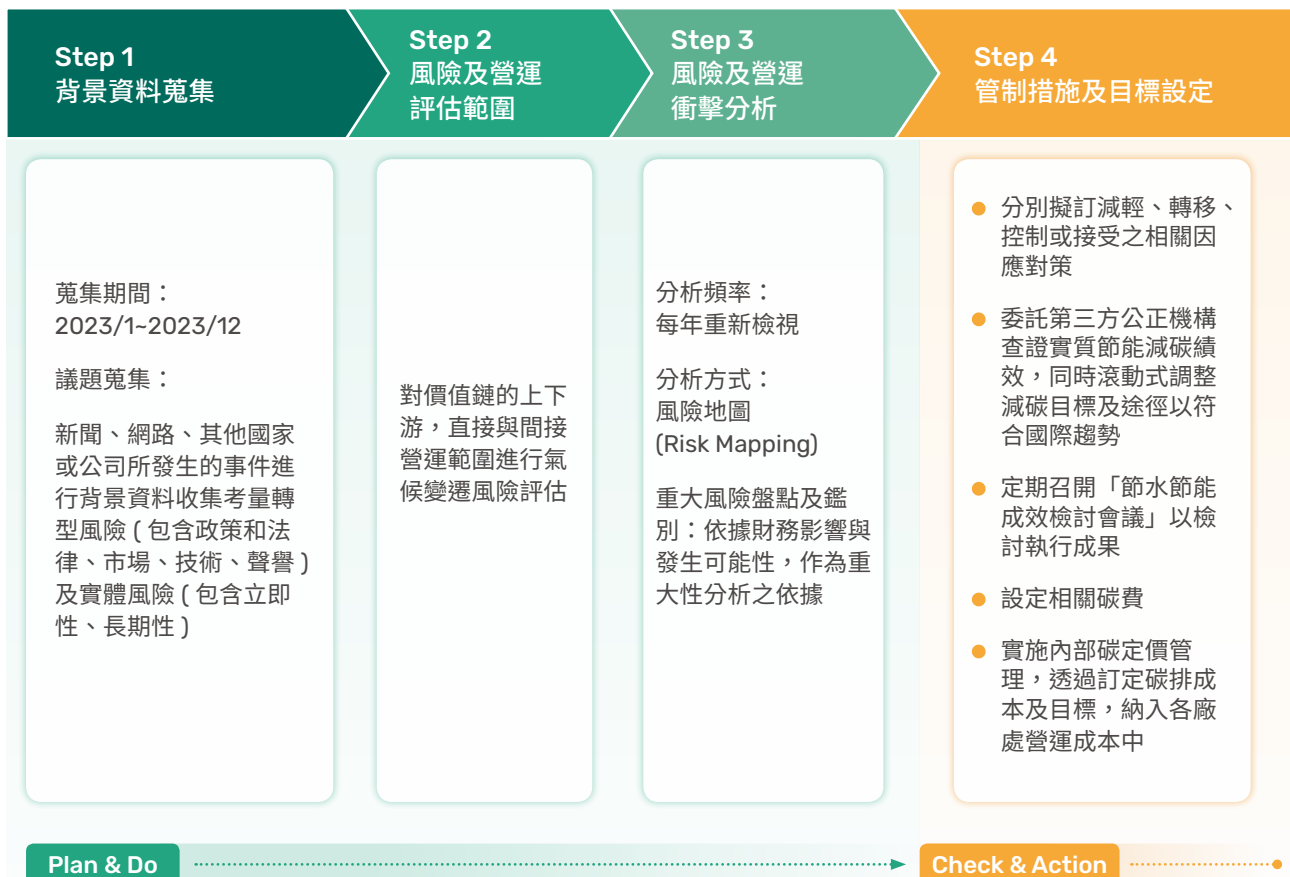 Step 1
背景資料蒐集
Step 2
風險及營運
評估範圍
Step 3
風險及營運
衝擊分析
Step 4
管制措施及目標設定
蒐集期間：
2023/1~2023/12
議題蒐集：
新聞、網路、其他國家
或公司所發生的事件進
行背景資料收集考量轉
型風險 ( 包含政策和法
律、市場、技術、聲譽 )
及實體風險 ( 包含立即
性、長期性 )
對價值鏈的上下
游，直接與間接
營運範圍進行氣
候變遷風險評估
分析頻率：
每年重新檢視
分析方式：
風險地圖
(Risk Mapping)
重大風險盤點及鑑
別：依據財務影響與
發生可能性，作為重
大性分析之依據
● 分別擬訂減輕、轉移、
控制或接受之相關因
應對策
● 委託第三方公正機構
查證實質節能減碳績
效，同時滾動式調整
減碳目標及途徑以符
合國際趨勢
● 定期召開「節水節能
成效檢討會議」以檢
討執行成果
● 設定相關碳費
● 實施內部碳定價管
理，透過訂定碳排成
本及目標，納入各廠
處營運成本中
Plan & Do
Check & Action